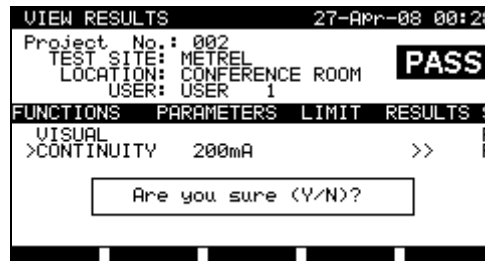 VIEW RESULTS 27-Apr-08 00:28
Project No.: 002
TEST SITE: METREL
LOCATION: CONFERENCE ROOM
USER: USER 1
PASS
FUNCTIONS PARAMETERS LIMIT RESULTS
VISUAL
>CONTINUITY 200mA >>
Are you sure (Y/N)?